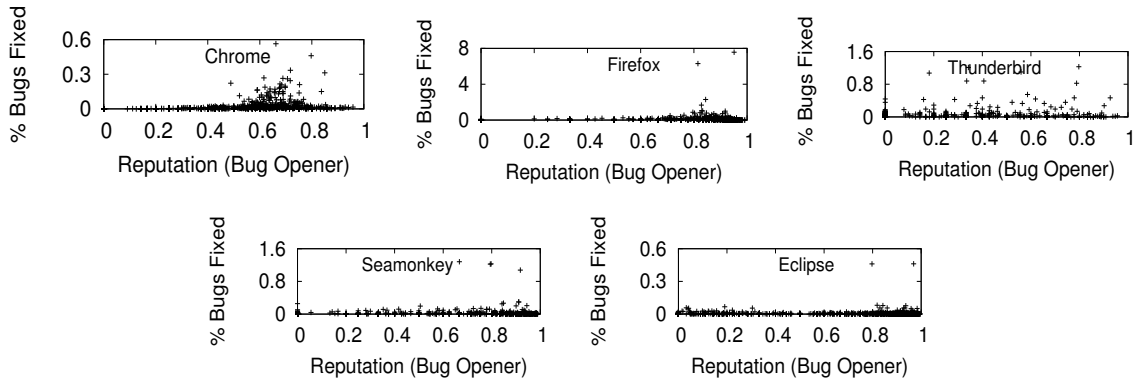 % Bugs Fixed
0.6
0.3
0
Chrome
0 0.2 0.4 0.6 0.8 1
Reputation (Bug Opener)
% Bugs Fixed
8
4
0
Firefox
0 0.2 0.4 0.6 0.8 1
Reputation (Bug Opener)
% Bugs Fixed
1.6
0.8
0
Thunderbird
0 0.2 0.4 0.6 0.8 1
Reputation (Bug Opener)
% Bugs Fixed
1.6
0.8
0
Seamonkey
0 0.2 0.4 0.6 0.8 1
Reputation (Bug Opener)
% Bugs Fixed
0.6
0.3
0
Eclipse
0 0.2 0.4 0.6 0.8 1
Reputation (Bug Opener)